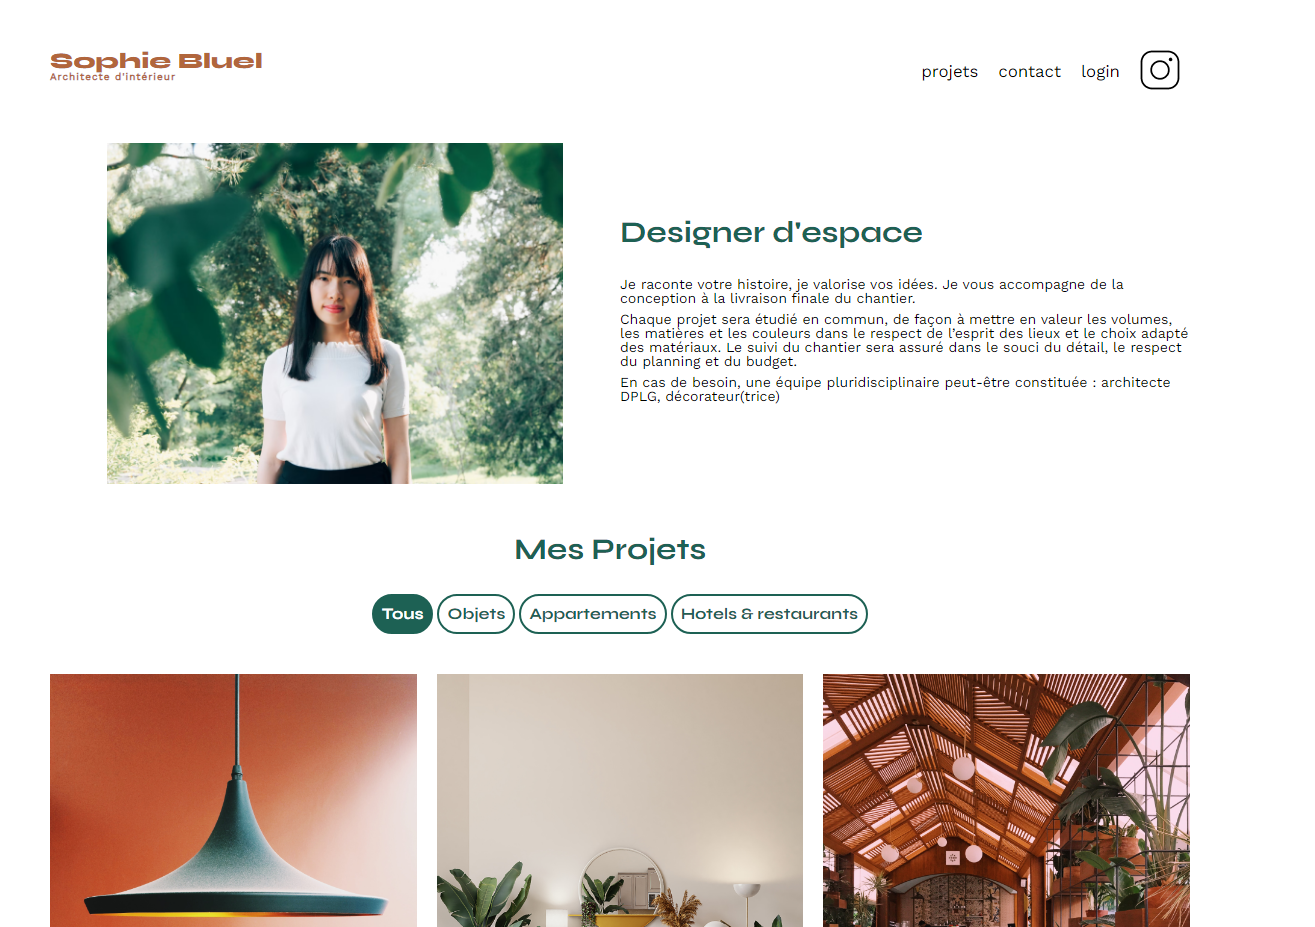 Sophie Bluel
Architecte d'intérieur
projets contact login
Designer d'espace
Je raconte votre histoire, je valorise vos idées. Je vous accompagne de la
conception à la livraison finale du chantier.
Chaque projet sera étudié en commun, de façon à mettre en valeur les volumes,
les matières et les couleurs dans le respect de l’esprit des lieux et le choix adapté
des matériaux. Le suivi du chantier sera assuré dans le souci du détail, le respect
du planning et du budget.
En cas de besoin, une équipe pluridisciplinaire peut-être constituée : architecte
DPLG, décorateur(trice)
Mes Projets
Tous Objets Appartements Hotels & restaurants